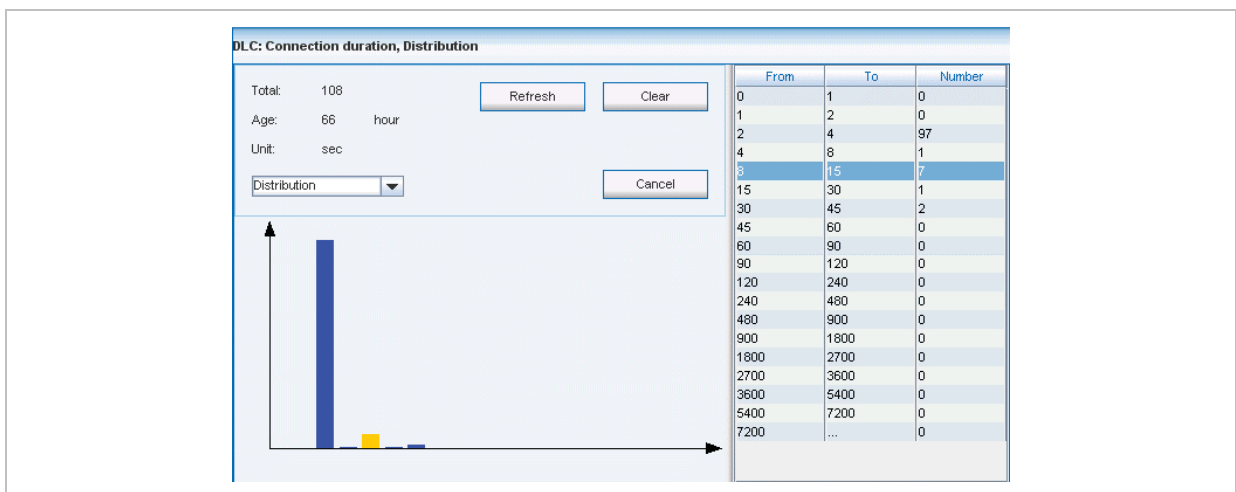 DLC: Connection duration, Distribution
Total: 108
Age: 66 hour
Unit: sec
Refresh Clear
Distribution
Cancel
From To Number
0 1 0
1 2 0
2 4 97
4 8 1
8 15 7
15 30 1
30 45 2
45 60 0
60 90 0
90 120 0
120 240 0
240 480 0
480 900 0
900 1800 0
1800 2700 0
2700 3600 0
3600 5400 0
5400 7200 0
7200 ... 0